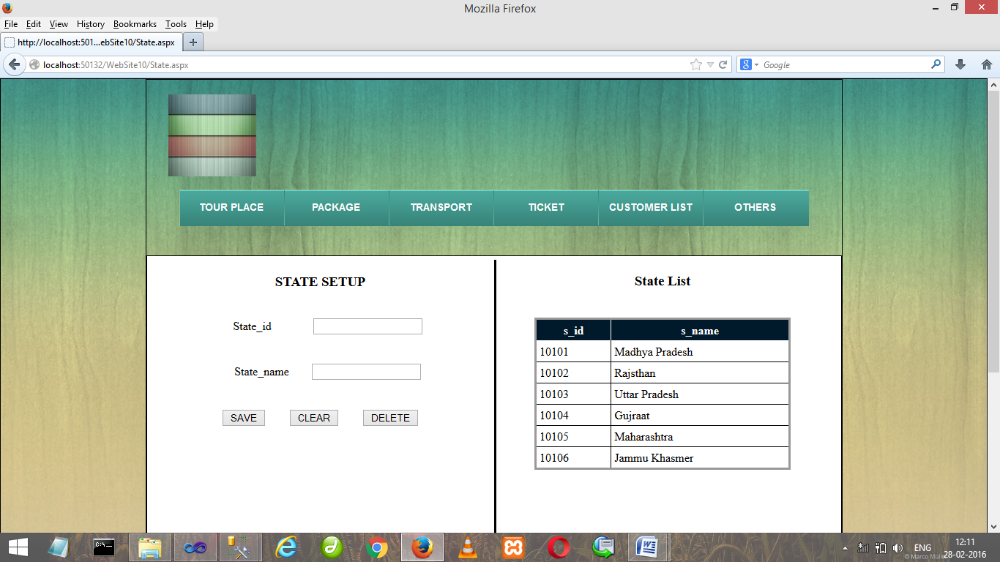 Mozilla Firefox
File Edit View History Bookmarks Tools Help
http://localhost:501...ebSite10/State.aspx
localhost:50132/WebSite10/State.aspx
Google
TOUR PLACE PACKAGE TRANSPORT TICKET CUSTOMER LIST OTHERS
STATE SETUP
State_id
State_name
SAVE CLEAR DELETE
State List
s_id s_name
10101 Madhya Pradesh
10102 Rajsthan
10103 Uttar Pradesh
10104 Gujraat
10105 Maharashtra
10106 Jammu Khasmer
ENG
12:11
28-02-2016
© Marco